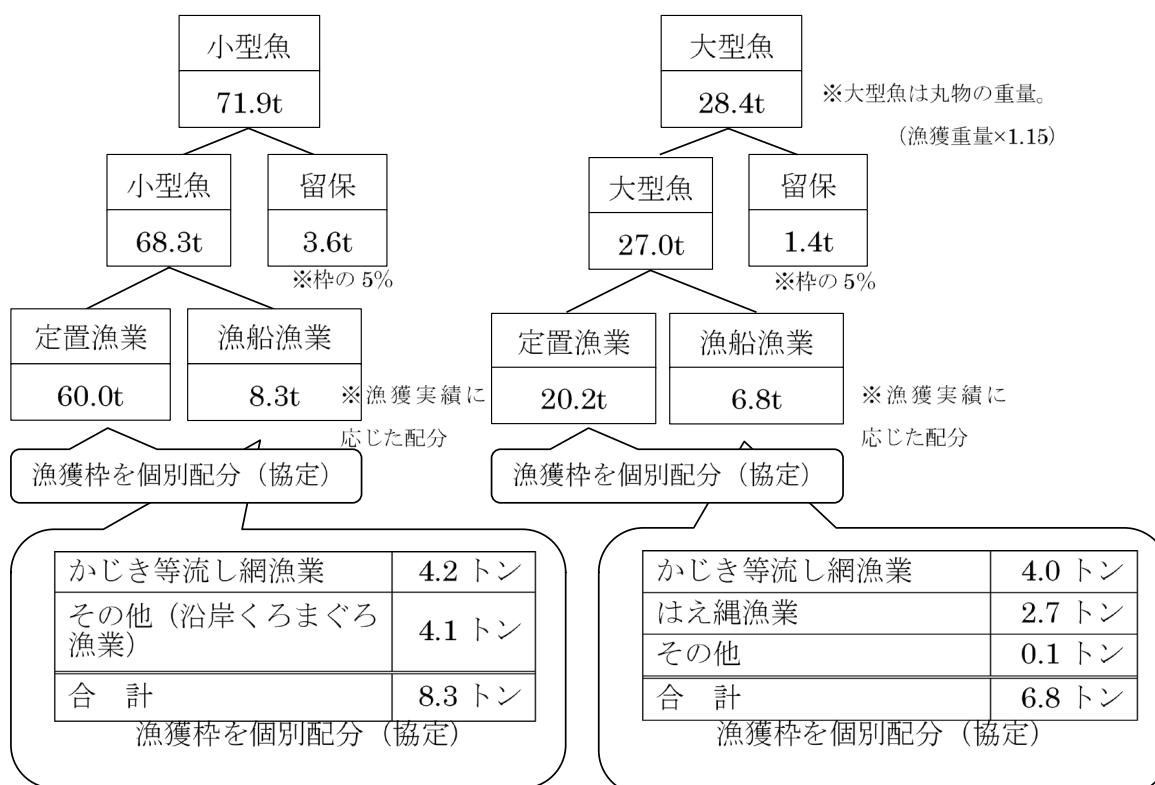 小型魚
71.9t
小型魚
68.3t
留保
3.6t
※枠の 5%
定置漁業
60.0t
漁船漁業
8.3t
※漁獲実績に
応じた配分
漁獲枠を個別配分（協定）
かじき等流し網漁業 4.2 トン
その他（沿岸くろまぐろ
漁業） 4.1 トン
合　計 8.3 トン
漁獲枠を個別配分（協定）
大型魚
28.4t
※大型魚は丸物の重量。
（漁獲重量×1.15）
大型魚
27.0t
留保
1.4t
※枠の 5%
定置漁業
20.2t
漁船漁業
6.8t
※漁獲実績に
応じた配分
漁獲枠を個別配分（協定）
かじき等流し網漁業 4.0 トン
はえ縄漁業 2.7 トン
その他 0.1 トン
合　計 6.8 トン
漁獲枠を個別配分（協定）